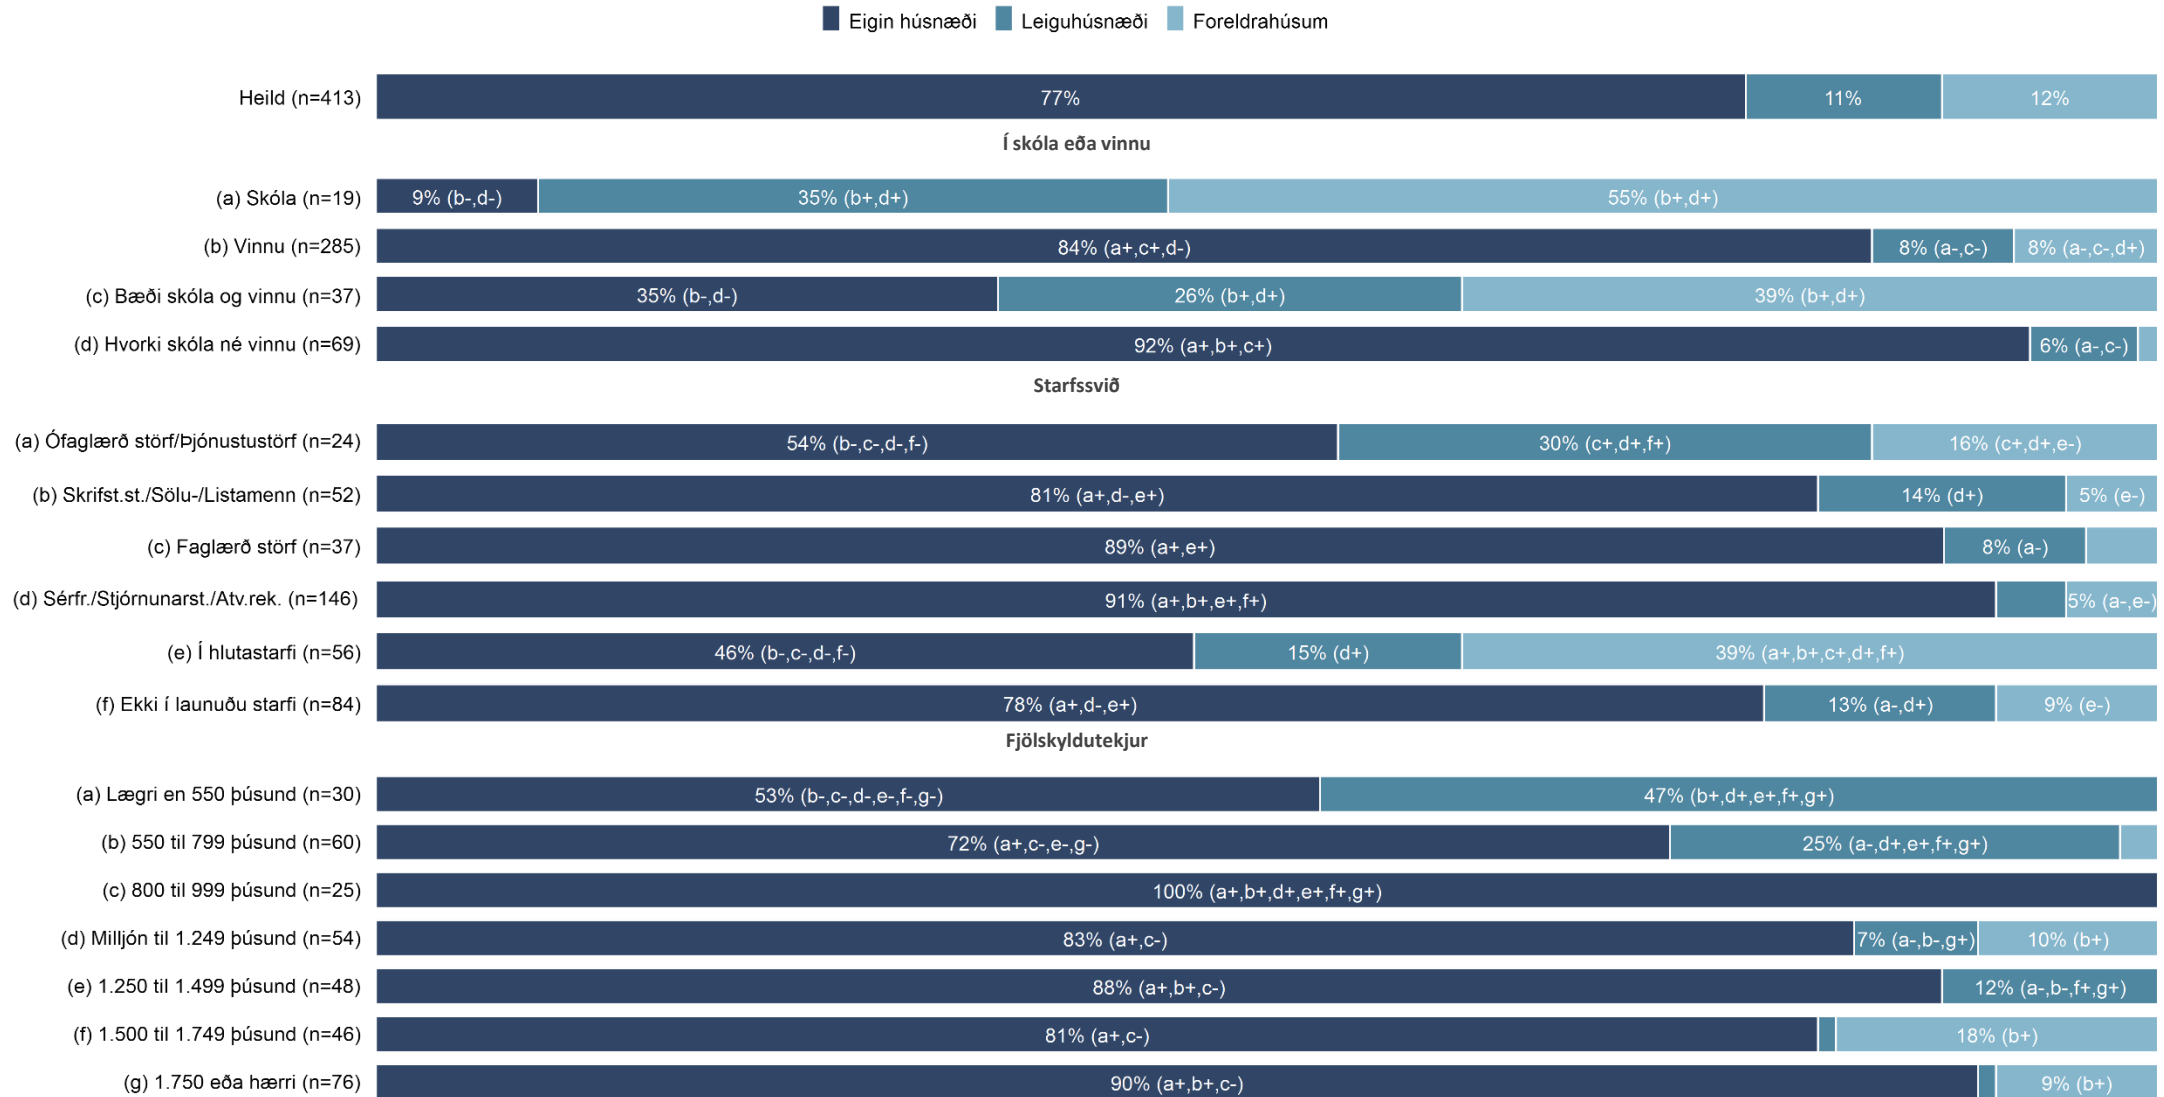 Eigin húsnæði Leiguhúsnæði Foreldrahúsum
Heild (n=413) 77% 11% 12%
Í skóla eða vinnu
(a) Skóla (n=19) 9% (b-,d-) 35% (b+,d+) 55% (b+,d+)
(b) Vinnu (n=285) 84% (a+,c+,d-) 8% (a-,c-) 8% (a-,c-,d+)
(c) Bæði skóla og vinnu (n=37) 35% (b-,d-) 26% (b+,d+) 39% (b+,d+)
(d) Hvorki skóla né vinnu (n=69) 92% (a+,b+,c+) 6% (a-,c-)
Starfssvið
(a) Ófaglærð störf/Þjónustustörf (n=24) 54% (b-,c-,d-,f-) 30% (c+,d+,f+) 16% (c+,d+,e-)
(b) Skrifst.st./Sölu-/Listamenn (n=52) 81% (a+,d-,e+) 14% (d+) 5% (e-)
(c) Faglærð störf (n=37) 89% (a+,e+) 8% (a-)
(d) Sérfr./Stjórnunarst./Atv.rek. (n=146) 91% (a+,b+,e+,f+) 5% (a-,e-)
(e) Í hlutastarfi (n=56) 46% (b-,c-,d-,f-) 15% (d+) 39% (a+,b+,c+,d+,f+)
(f) Ekki í launuðu starfi (n=84) 78% (a+,d-,e+) 13% (a-,d+) 9% (e-)
Fjölskyldutekjur
(a) Lægri en 550 þúsund (n=30) 53% (b-,c-,d-,e-,f-,g-) 47% (b+,d+,e+,f+,g+)
(b) 550 til 799 þúsund (n=60) 72% (a+,c-,e-,g-) 25% (a-,d+,e+,f+,g+)
(c) 800 til 999 þúsund (n=25) 100% (a+,b+,d+,e+,f+,g+)
(d) Milljón til 1.249 þúsund (n=54) 83% (a+,c-) 7% (a-,b-,g+) 10% (b+)
(e) 1.250 til 1.499 þúsund (n=48) 88% (a+,b+,c-) 12% (a-,b-,f+,g+)
(f) 1.500 til 1.749 þúsund (n=46) 81% (a+,c-) 18% (b+)
(g) 1.750 eða hærri (n=76) 90% (a+,b+,c-) 9% (b+)